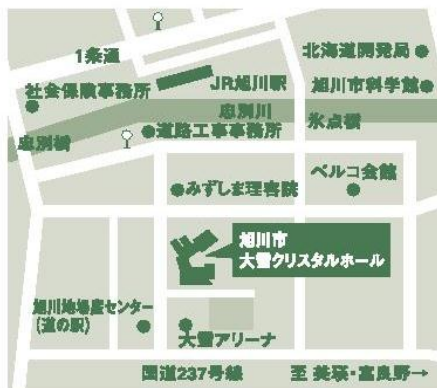 1条通
北海道開発局
社会保険事務所
JR旭川駅
旭川市科学館
忠別川
忠別橋
道路工事事務所
氷点橋
みずしま理容院
ベルコ会館
旭川市
大雪クリスタルホール
旭川地場産センター
(道の駅)
大雪アリーナ
国道237号線
至 美瑛・富良野→